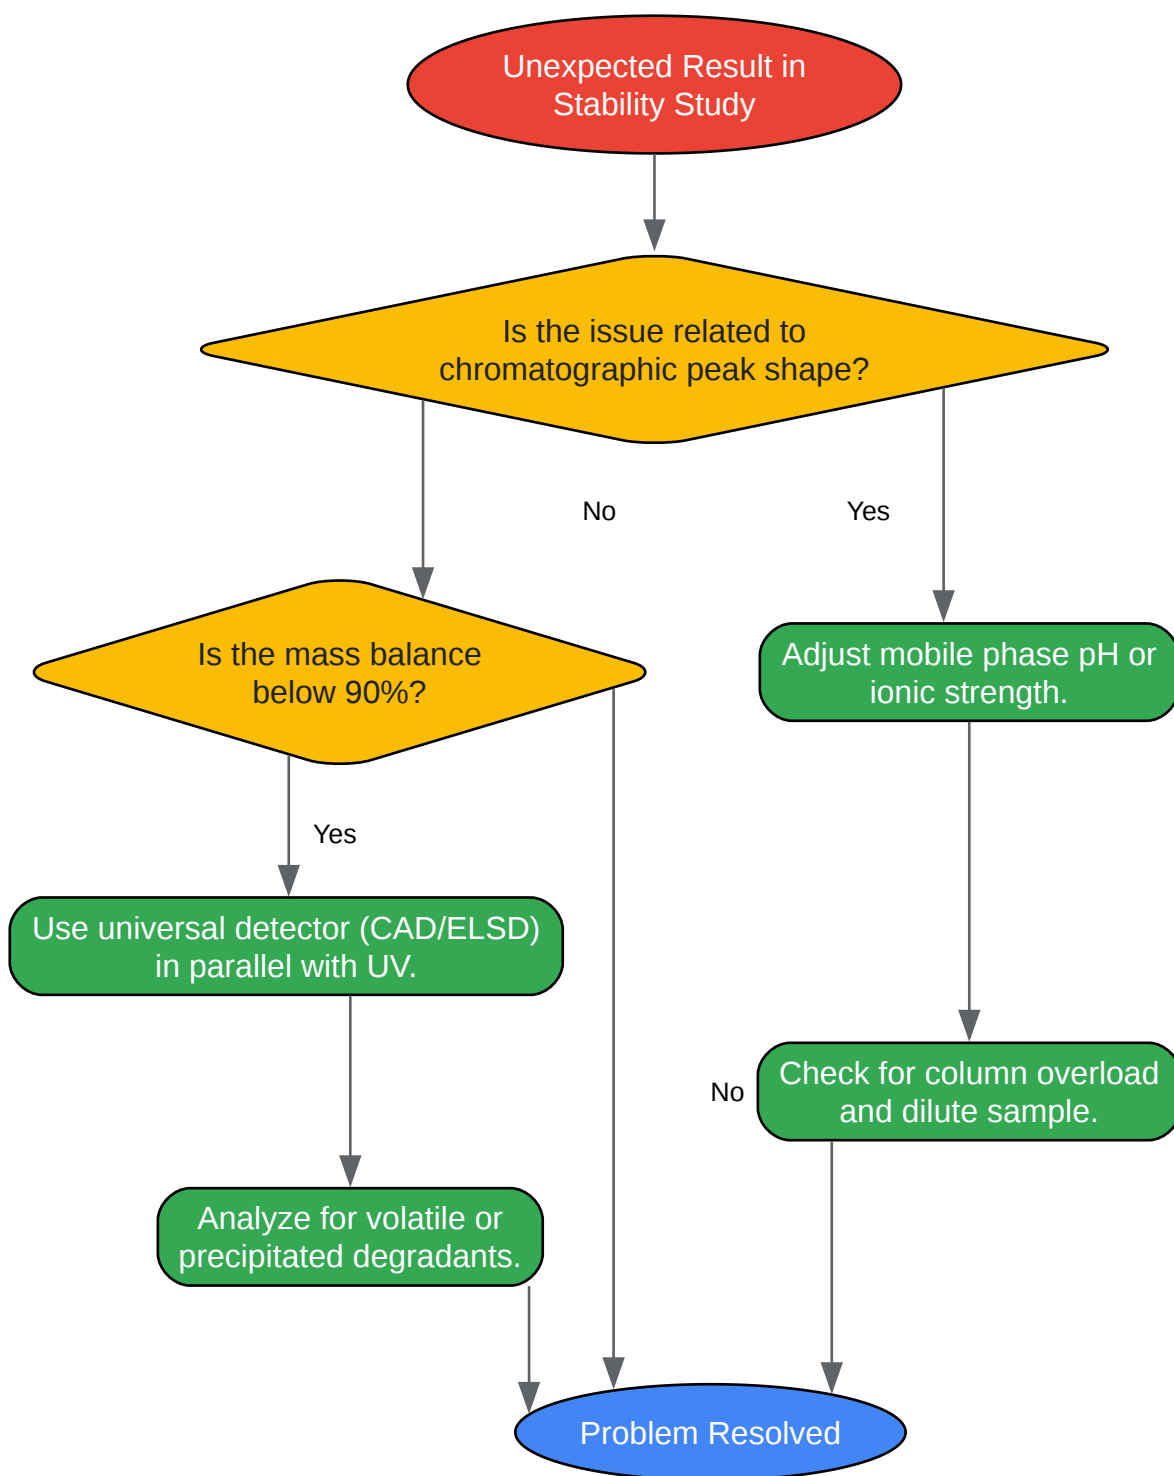 Unexpected Result in
Stability Study
Is the issue related to
chromatographic peak shape?
No
Yes
Is the mass balance
below 90%?
Adjust mobile phase pH or
ionic strength.
Yes
Use universal detector (CAD/ELSD)
in parallel with UV.
No
Check for column overload
and dilute sample.
Analyze for volatile or
precipitated degradants.
Problem Resolved